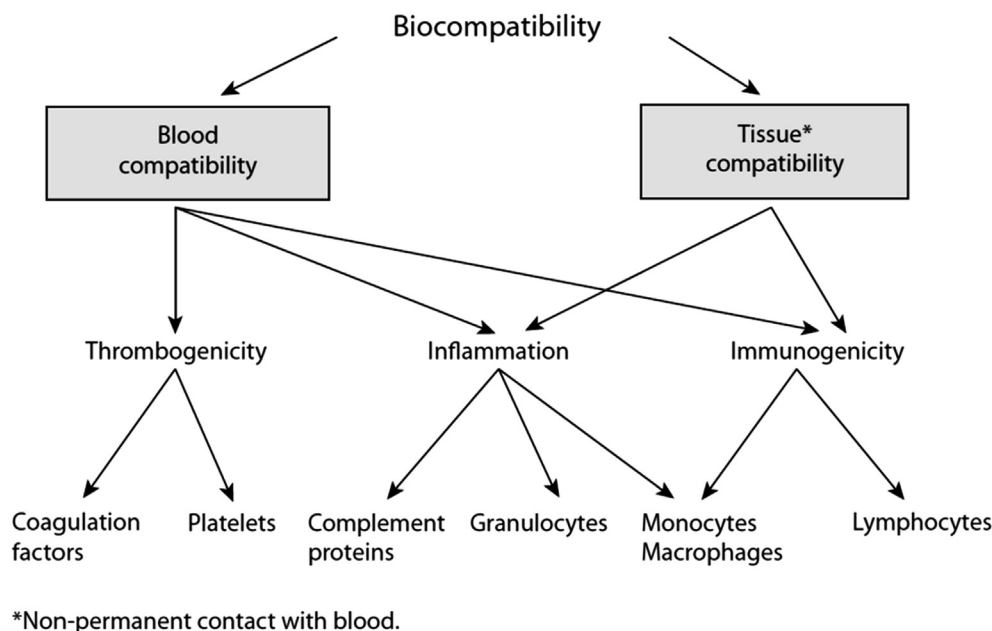 Biocompatibility
Blood
compatibility
Tissue*
compatibility
Thrombogenicity
Inflammation
Immunogenicity
Coagulation
factors
Platelets
Complement
proteins
Granulocytes
Monocytes
Macrophages
Lymphocytes
*Non-permanent contact with blood.